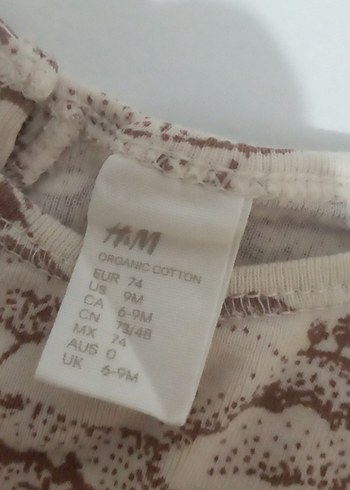 H&M
ORGANIC COTTON
EUR 74
US 9M
CA 6-9M
CN 73/48
MX 74
AUS 0
UK 6-9M